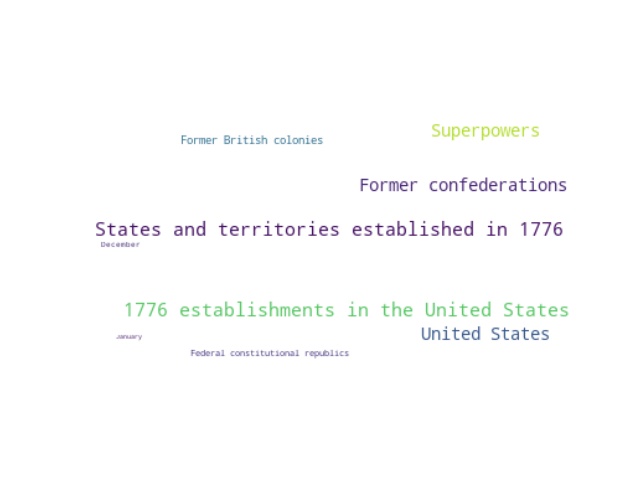 Superpowers
Former British colonies
Former confederations
States and territories established in 1776
December
1776 establishments in the United States
United States
January
Federal constitutional republics